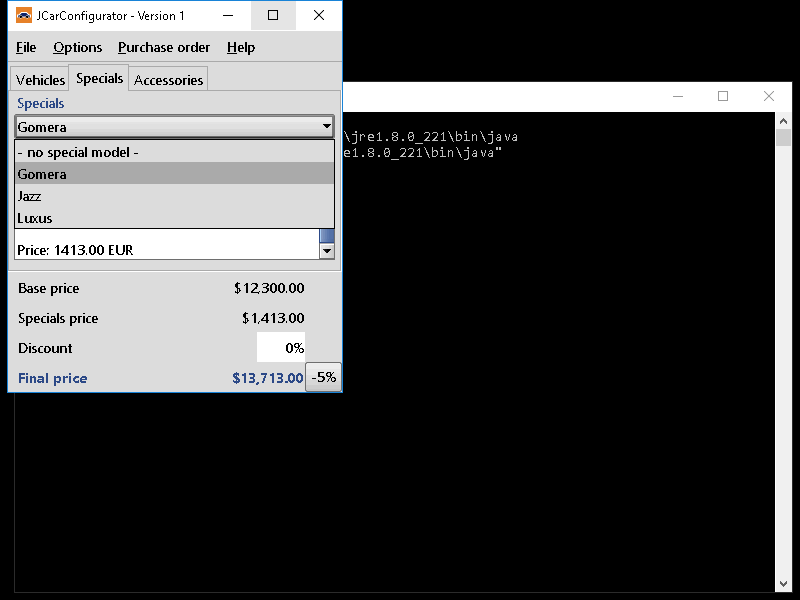 JCarConfigurator - Version 1
File Options Purchase order Help
Vehicles Specials Accessories
Specials
Gomera
- no special model -
Gomera
Jazz
Luxus
Price: 1413.00 EUR
Base price $12,300.00
Specials price $1,413.00
Discount 0%
Final price $13,713.00 -5%
\jre1.8.0_221\bin\java
e1.8.0_221\bin\java"